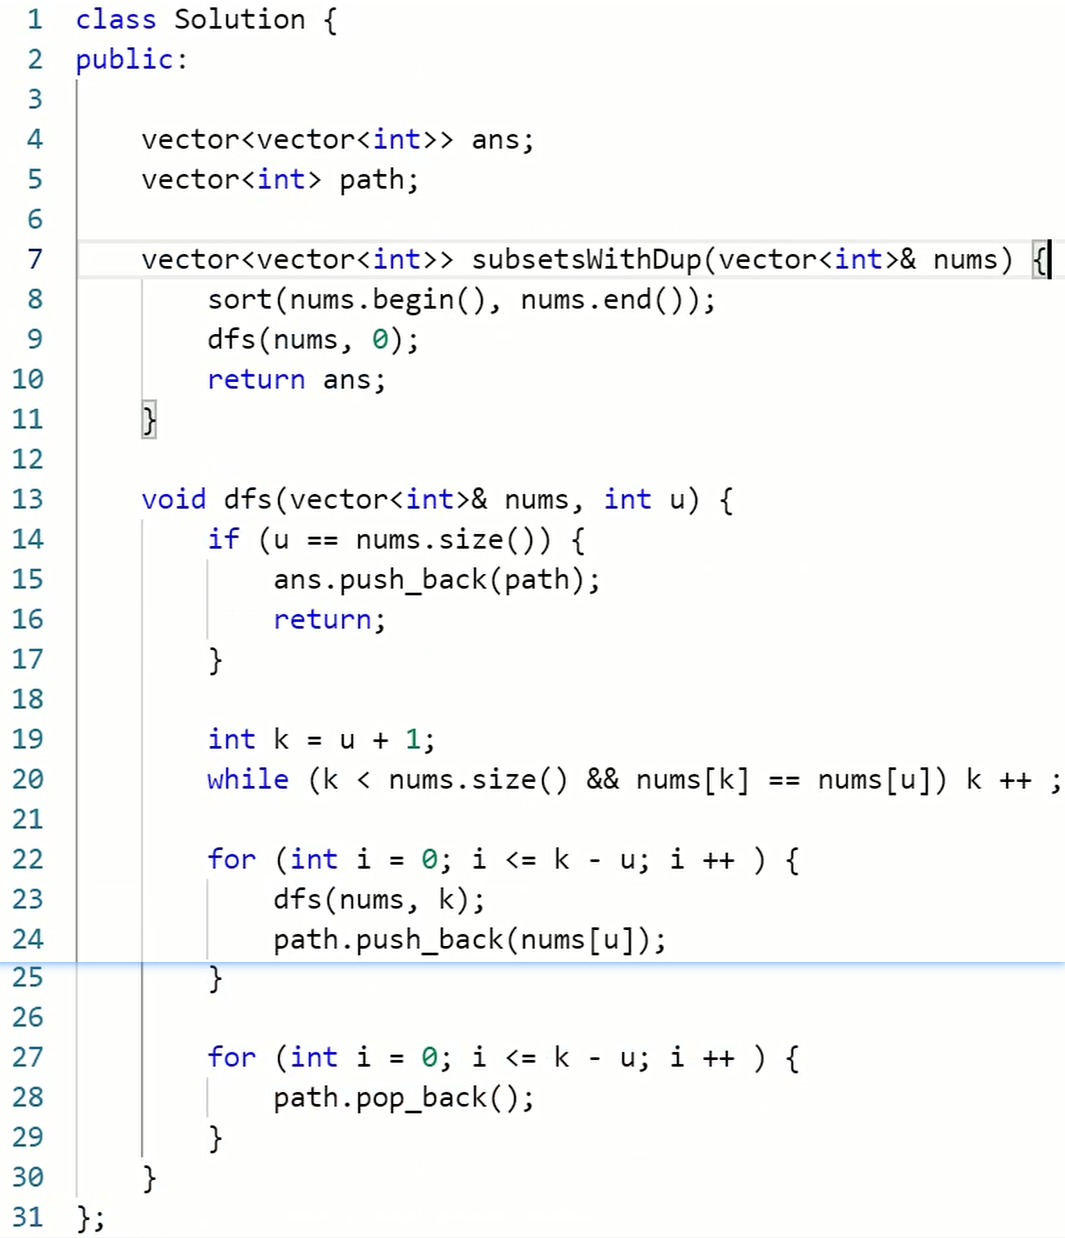 1 class Solution {
2 public:
3
4     vector<vector<int>> ans;
5     vector<int> path;
6
7     vector<vector<int>> subsetsWithDup(vector<int>& nums) {
8         sort(nums.begin(), nums.end());
9         dfs(nums, 0);
10         return ans;
11     }
12
13     void dfs(vector<int>& nums, int u) {
14         if (u == nums.size()) {
15             ans.push_back(path);
16             return;
17         }
18
19         int k = u + 1;
20         while (k < nums.size() && nums[k] == nums[u]) k ++ ;
21
22         for (int i = 0; i <= k - u; i ++ ) {
23             dfs(nums, k);
24             path.push_back(nums[u]);
25         }
26
27         for (int i = 0; i <= k - u; i ++ ) {
28             path.pop_back();
29         }
30     }
31 };